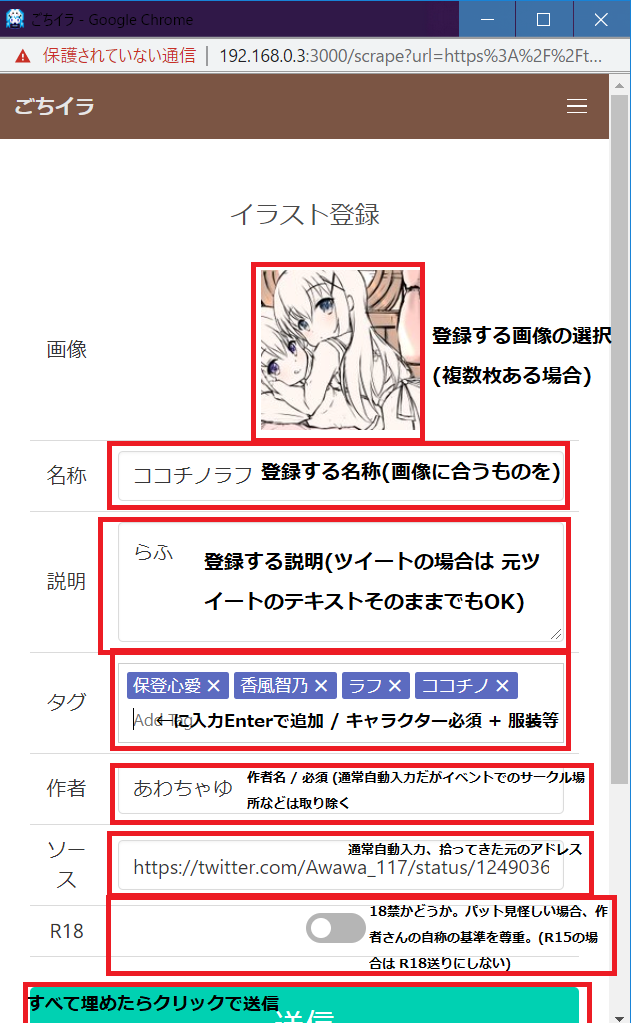 ごちイラ - Google Chrome
保護されていない通信 | 192.168.0.3:3000/scrape?url=https%3A%2F%2Ft...
ごちイラ
イラスト登録
画像
登録する画像の選択
(複数枚ある場合)
名称
ココチノラフ
登録する名称(画像に合うものを)
説明
らふ
登録する説明(ツイートの場合は 元ツ
イートのテキストそのままでもOK)
タグ
保登心愛 ✕ 香風智乃 ✕ ラフ ✕ ココチノ ✕
Add Tag
←に入力Enterで追加 / キャラクター必須 + 服装等
作者
あわちゃゆ
作者名 / 必須 (通常自動入力だがイベントでのサークル場
所などは取り除く
ソー
ス
通常自動入力、拾ってきた元のアドレス
https://twitter.com/Awawa_117/status/1249036
R18
18禁かどうか。パット見怪しい場合、作
者さんの自称の基準を尊重。(R15の場
合は R18送りにしない)
すべて埋めたらクリックで送信
送信